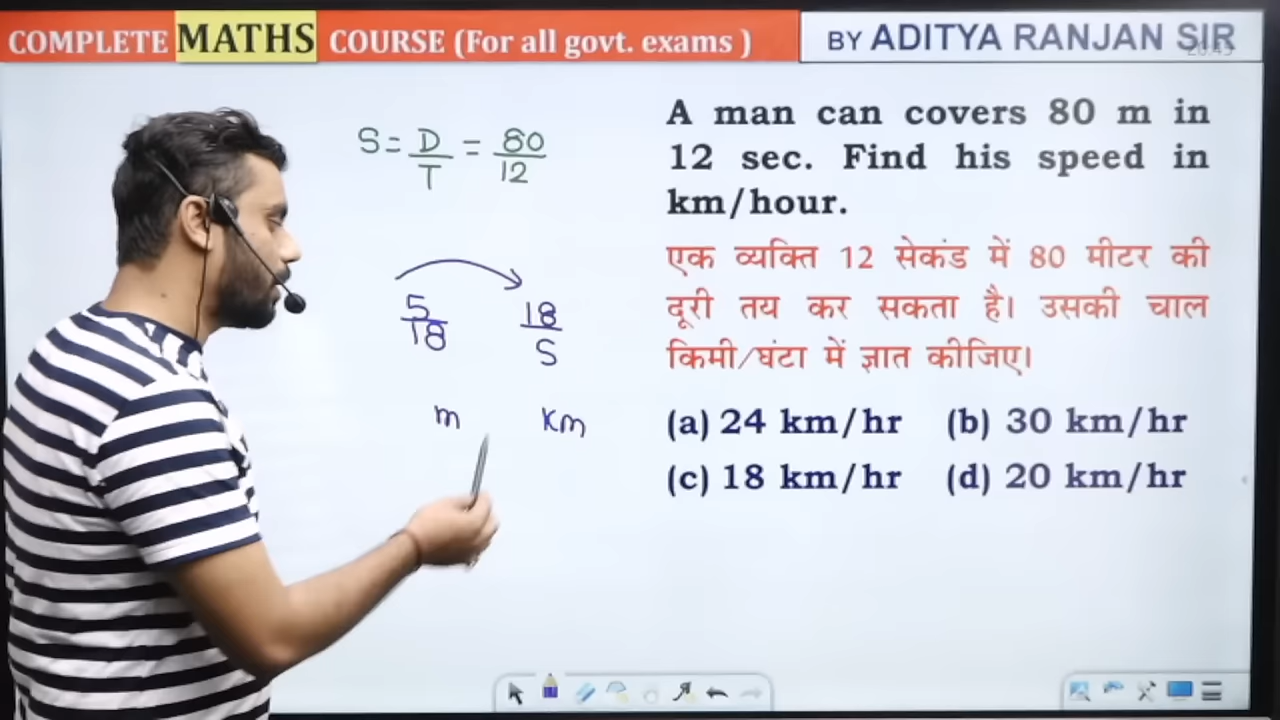 COMPLETE MATHS COURSE (For all govt. exams )
BY ADITYA RANJAN SIR
20:45
S = D/T = 80/12
5/18 18/5
m km
A man can covers 80 m in
12 sec. Find his speed in
km/hour.
एक व्यक्ति 12 सेकंड में 80 मीटर की
दूरी तय कर सकता है। उसकी चाल
किमी/घंटा में ज्ञात कीजिए।
(a) 24 km/hr (b) 30 km/hr
(c) 18 km/hr (d) 20 km/hr